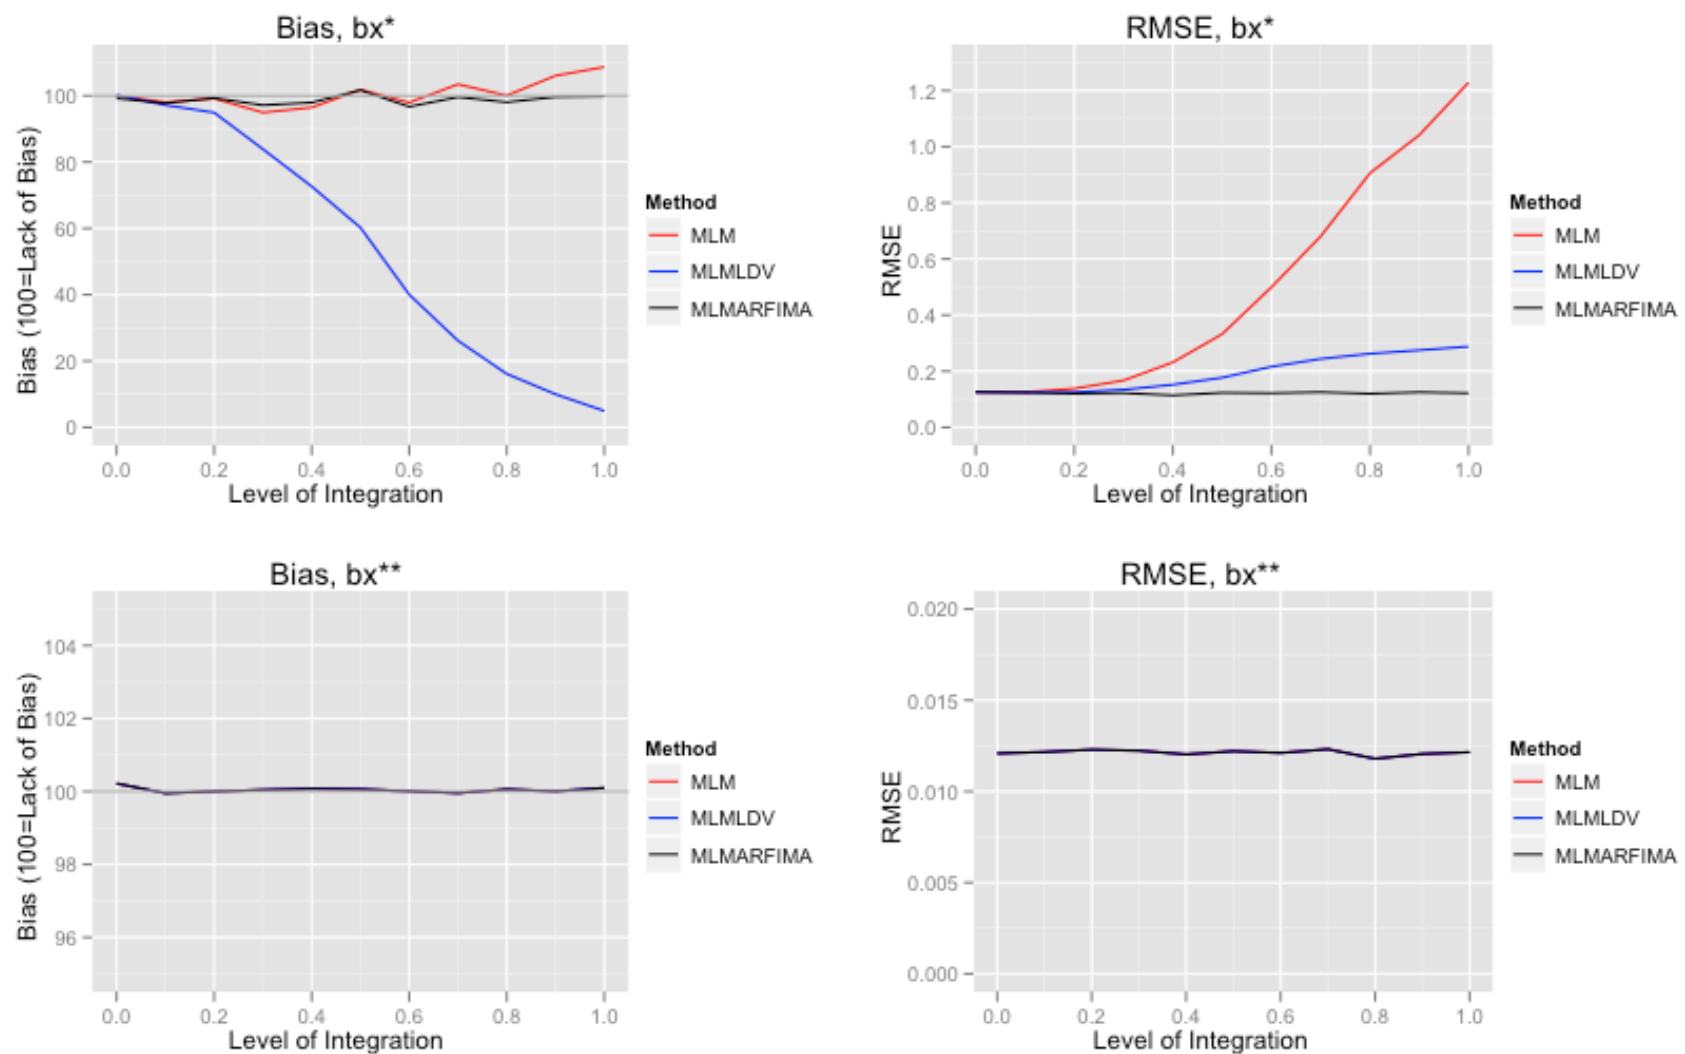 Bias, bx*
Bias (100=Lack of Bias)
100
80
60
40
20
0
0.0 0.2 0.4 0.6 0.8 1.0
Level of Integration
Method
MLM
MLMLDV
MLMARFIMA
RMSE, bx*
RMSE
1.2
1.0
0.8
0.6
0.4
0.2
0.0
0.0 0.2 0.4 0.6 0.8 1.0
Level of Integration
Method
MLM
MLMLDV
MLMARFIMA
Bias, bx**
Bias (100=Lack of Bias)
104
102
100
98
96
0.0 0.2 0.4 0.6 0.8 1.0
Level of Integration
Method
MLM
MLMLDV
MLMARFIMA
RMSE, bx**
RMSE
0.020
0.015
0.010
0.005
0.000
0.0 0.2 0.4 0.6 0.8 1.0
Level of Integration
Method
MLM
MLMLDV
MLMARFIMA